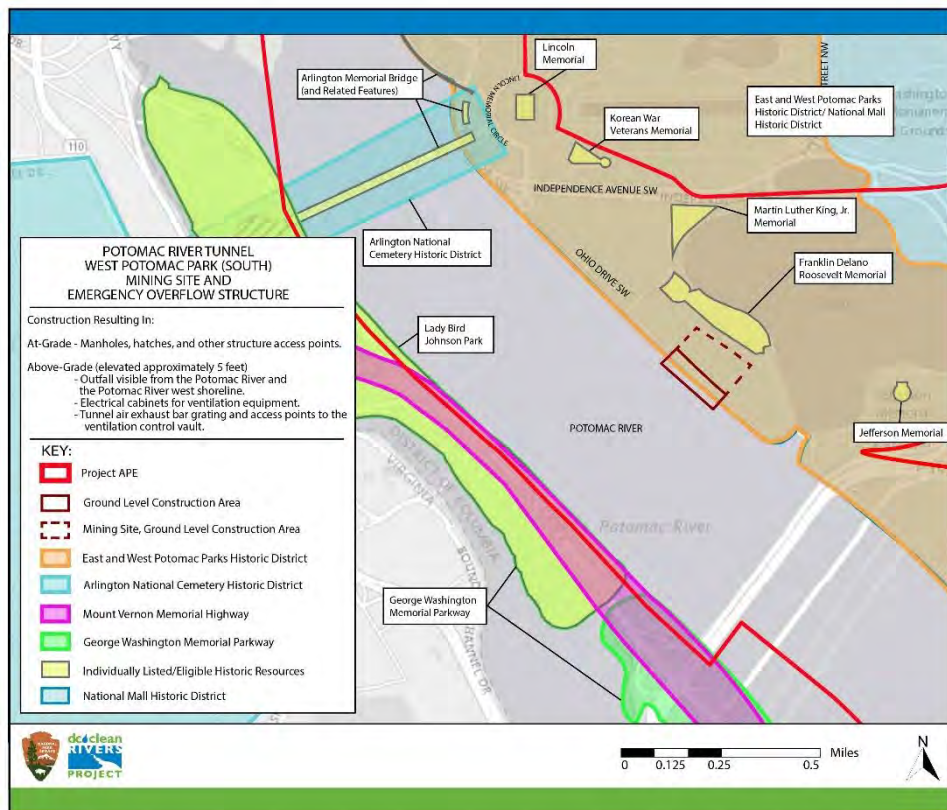 Lincoln
Memorial
Arlington Memorial Bridge
(and Related Features)
LINCOLN MEMORIAL CIRCLE
Korean War
Veterans Memorial
East and West Potomac Parks
Historic District/ National Mall
Historic District
STREET NW
110
INDEPENDENCE AVENUE SW
Martin Luther King, Jr.
Memorial
Arlington National
Cemetery Historic District
OHIO DRIVE SW
Franklin Delano
Roosevelt Memorial
Lady Bird
Johnson Park
POTOMAC RIVER
Jefferson Memorial
Potomac River
DISTRICT OF COLUMBIA
VIRGINIA
George Washington
Memorial Parkway
POTOMAC RIVER TUNNEL
WEST POTOMAC PARK (SOUTH)
MINING SITE AND
EMERGENCY OVERFLOW STRUCTURE
Construction Resulting In:
At-Grade - Manholes, hatches, and other structure access points.
Above-Grade (elevated approximately 5 feet)
- Outfall visible from the Potomac River and
the Potomac River west shoreline.
- Electrical cabinets for ventilation equipment.
- Tunnel air exhaust bar grating and access points to the
ventilation control vault.
KEY:
Project APE
Ground Level Construction Area
Mining Site, Ground Level Construction Area
East and West Potomac Parks Historic District
Arlington National Cemetery Historic District
Mount Vernon Memorial Highway
George Washington Memorial Parkway
Individually Listed/Eligible Historic Resources
National Mall Historic District
dc clean
RIVERS
PROJECT
Miles
0 0.125 0.25 0.5
N